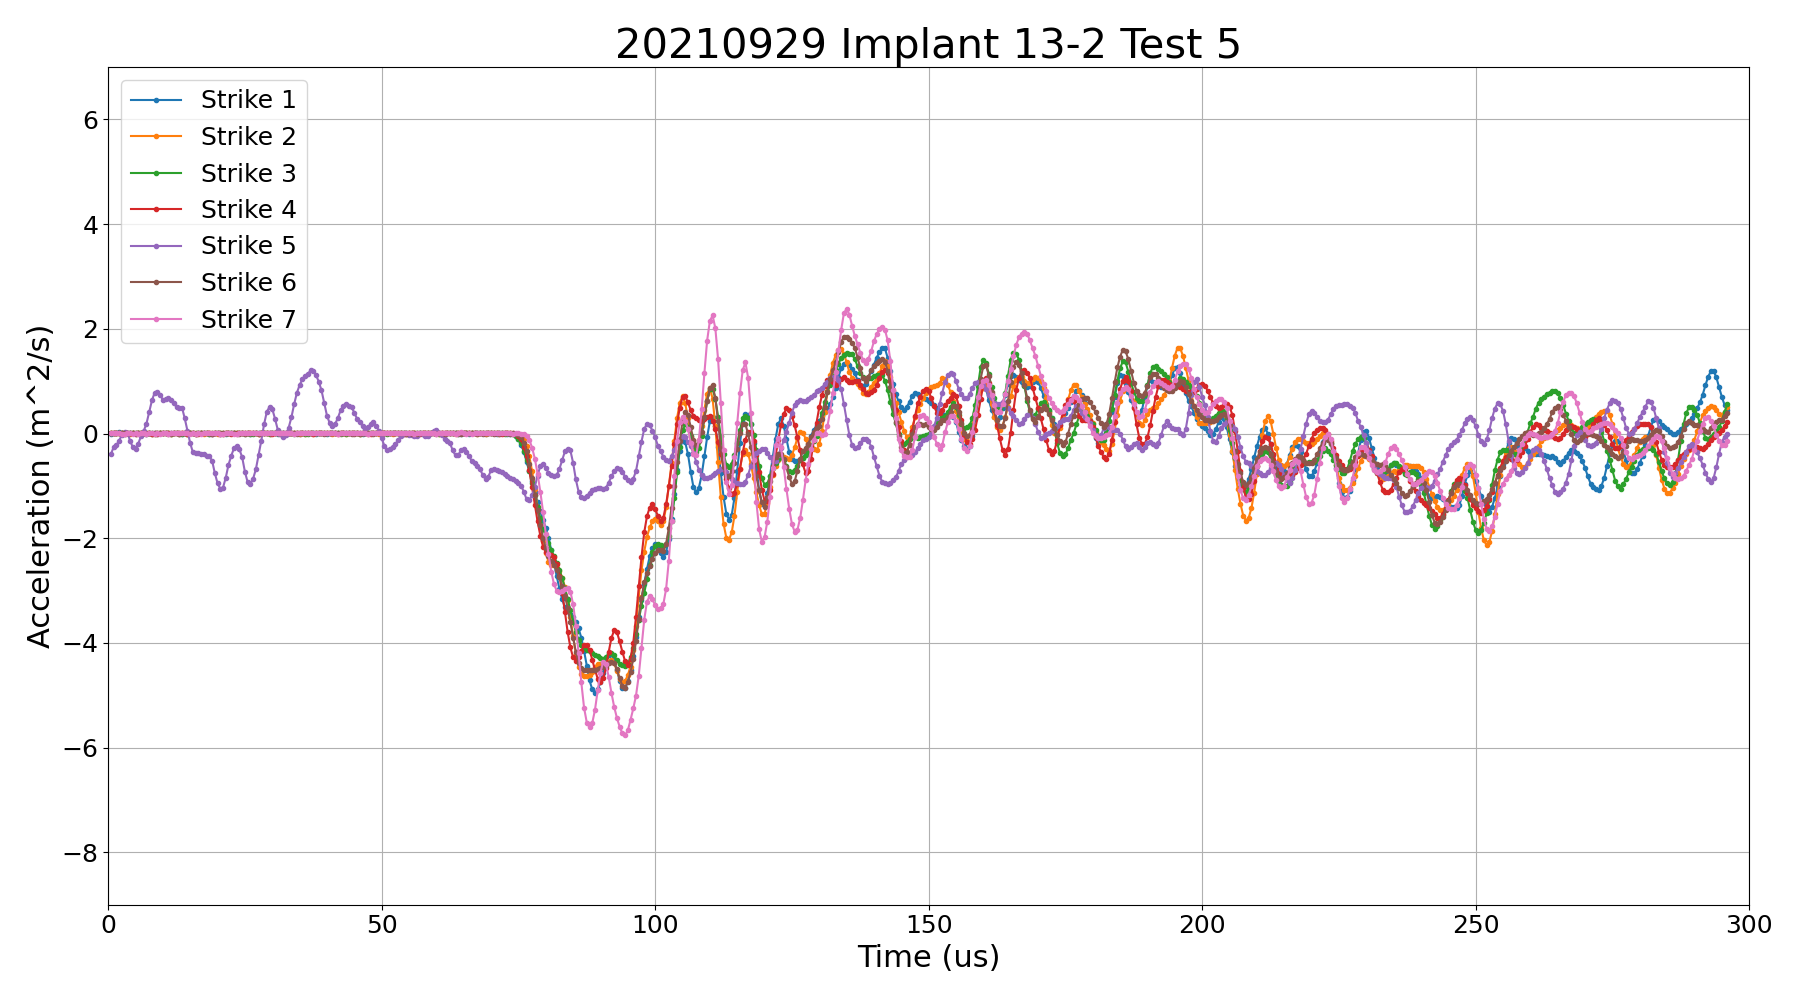 20210929 Implant 13-2 Test 5
Strike 1
Strike 2
Strike 3
Strike 4
Strike 5
Strike 6
Strike 7
Acceleration (m^2/s)
6
4
2
0
−2
−4
−6
−8
0 50 100 150 200 250 300
Time (us)